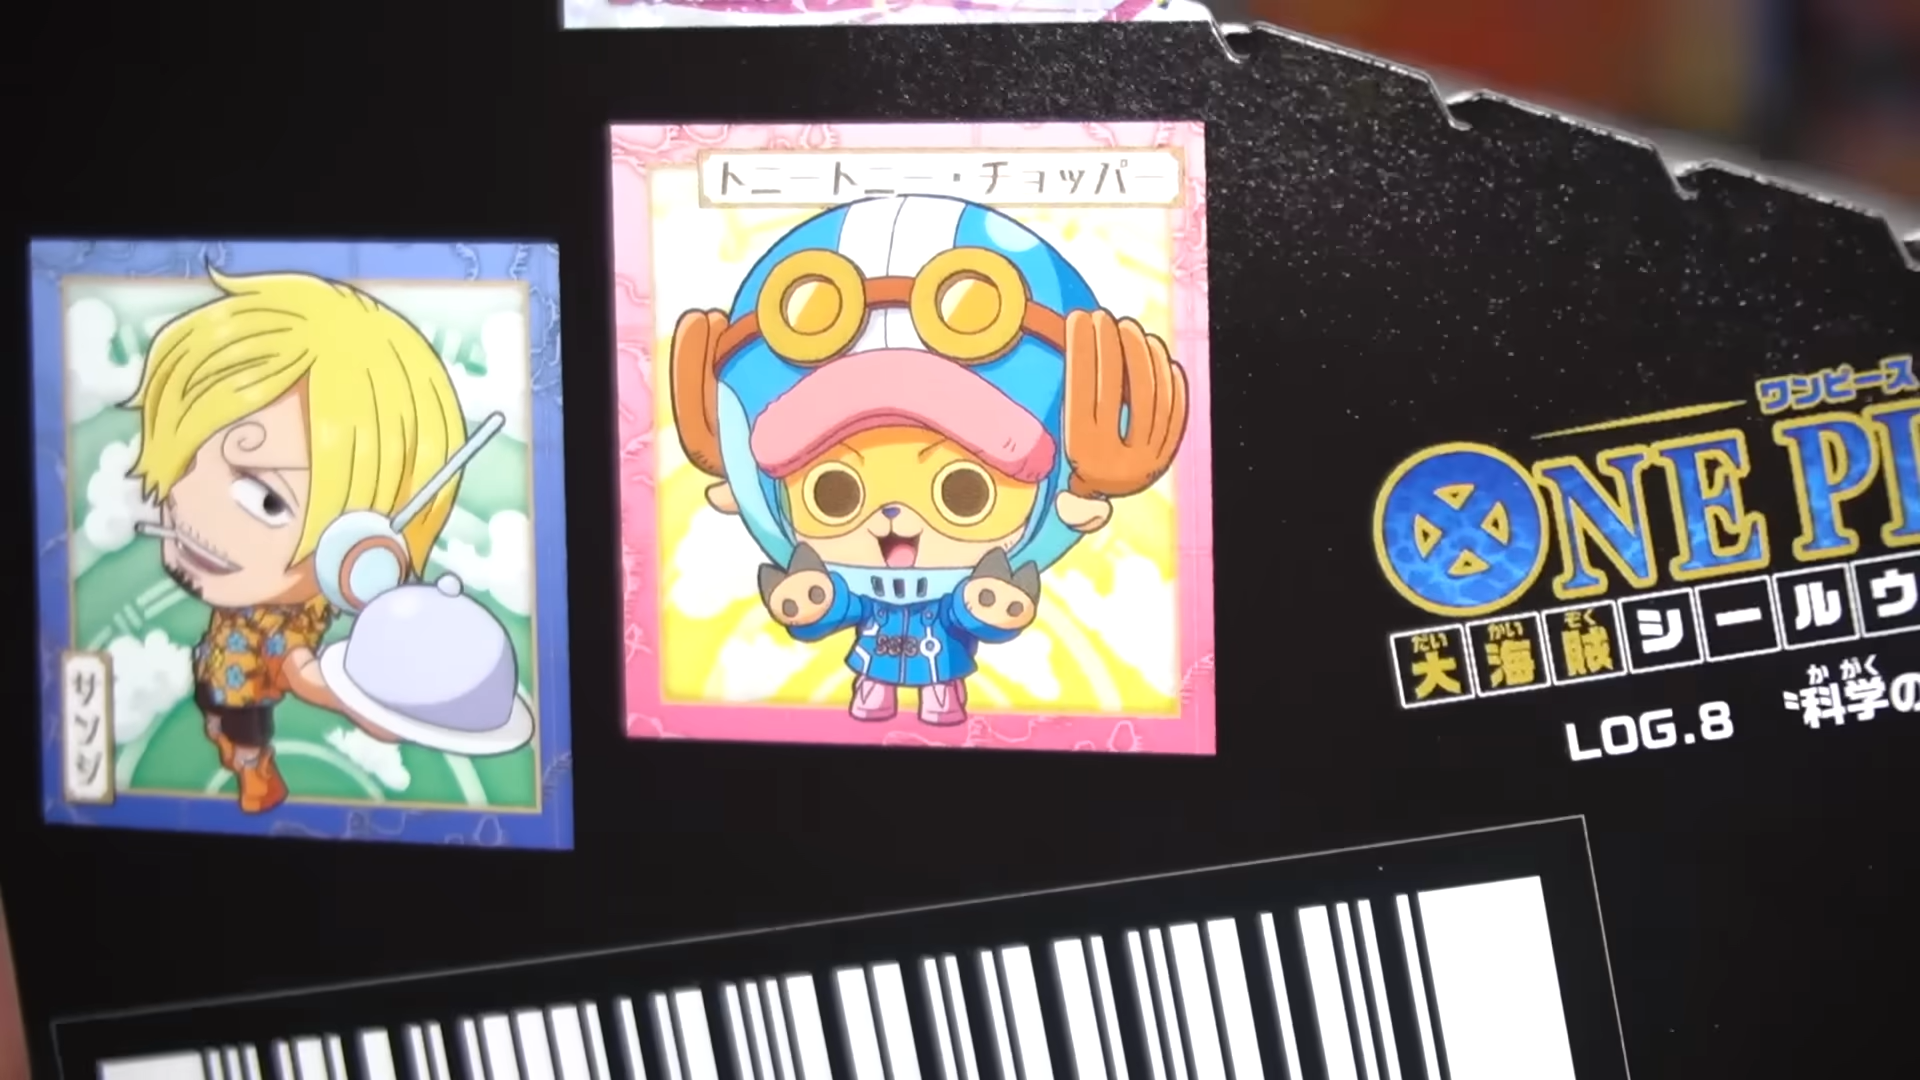 トニートニー・チョッパー
サンジ
ワンピース
ONE PI
だい かい ぞく
大海賊シールウ
か がく
科学の
LOG.8